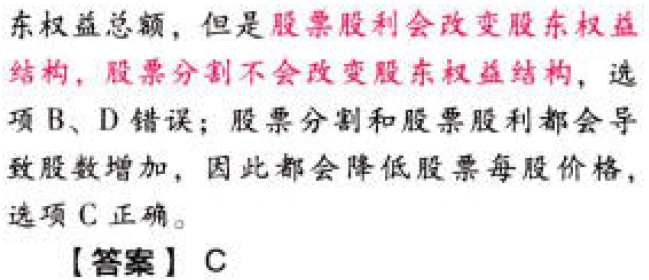 东权益总额，但是股票股利会改变股东权益
结构，股票分割不会改变股东权益结构，选
项 B、D 错误；股票分割和股票股利都会导
致股数增加，因此都会降低股票每股价格，
选项 C 正确。
【答案】 C